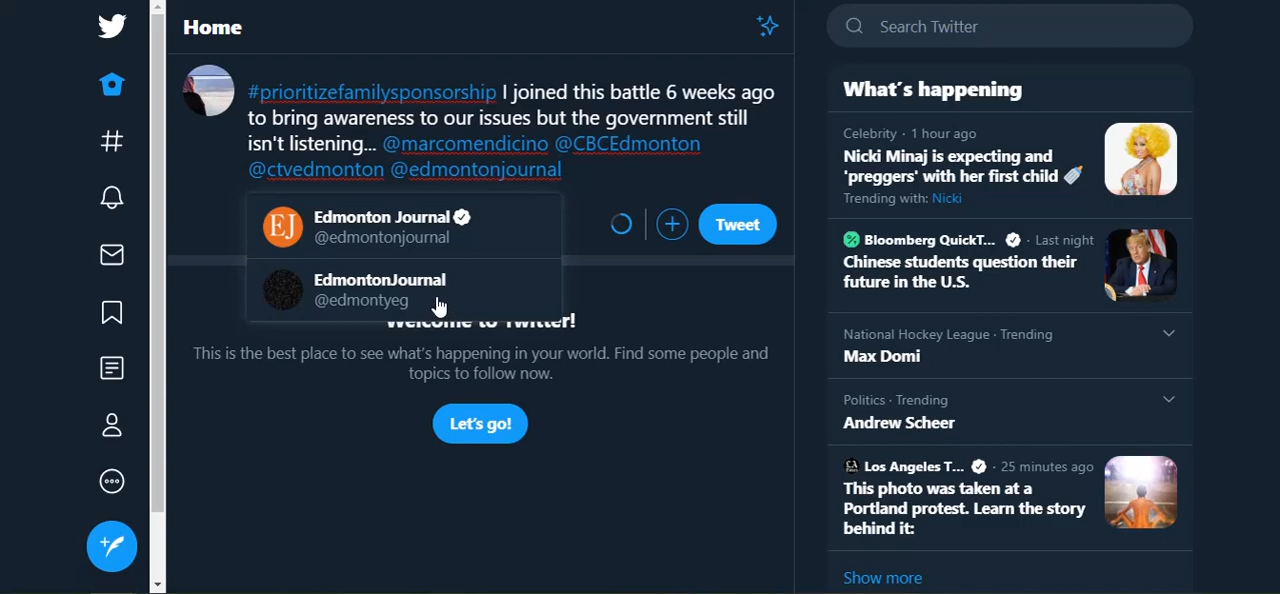 Home
#prioritizefamilysponsorship I joined this battle 6 weeks ago
to bring awareness to our issues but the government still
isn't listening... @marcomendicino @CBCEdmonton
@ctvedmonton @edmontonjournal
EJ
Edmonton Journal
@edmontonjournal
EdmontonJournal
@edmontyeg
Tweet
Welcome to Twitter!
This is the best place to see what's happening in your world. Find some people and
topics to follow now.
Let's go!
Search Twitter
What's happening
Celebrity · 1 hour ago
Nicki Minaj is expecting and
'preggers' with her first child 🍼
Trending with: Nicki
Bloomberg QuickT... · Last night
Chinese students question their
future in the U.S.
National Hockey League · Trending
Max Domi
Politics · Trending
Andrew Scheer
Los Angeles T... · 25 minutes ago
This photo was taken at a
Portland protest. Learn the story
behind it:
Show more